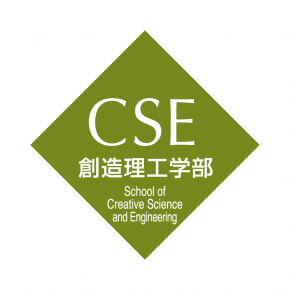 CSE
創造理工学部
School of
Creative Science
and Engineering